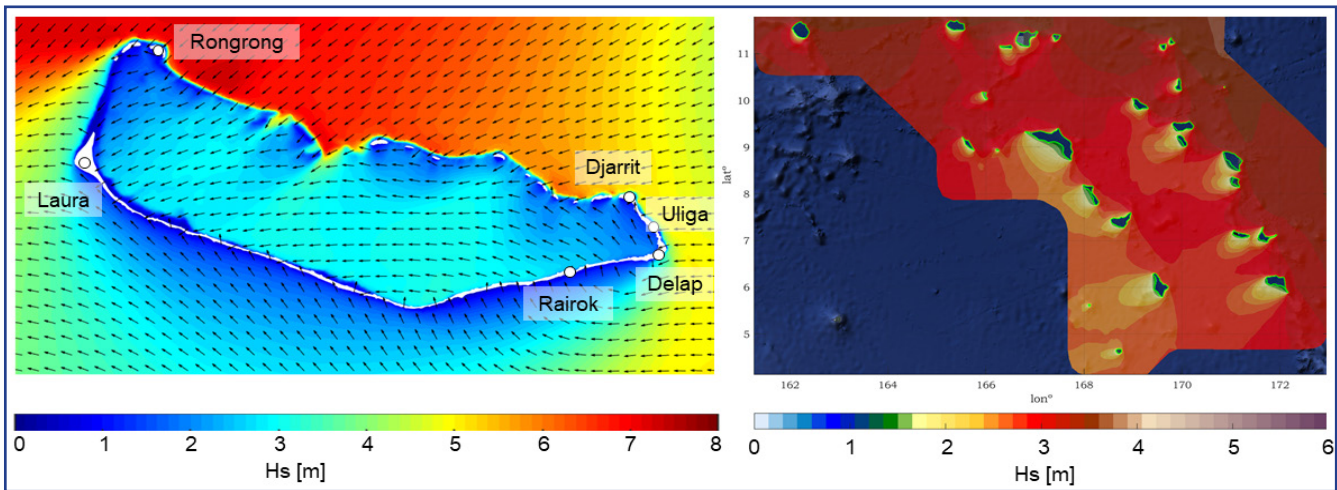 Rongrong
Laura
Djarrit
Uliga
Delap
Rairok
0 1 2 3 4 5 6 7 8
Hs [m]
11
10
9
8
7
6
5
lat°
162 164 166 168 170 172
lon°
0 1 2 3 4 5 6
Hs [m]